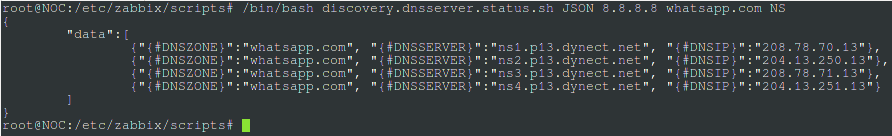 root@NOC:/etc/zabbix/scripts# /bin/bash discovery.dnsserver.status.sh JSON 8.8.8.8 whatsapp.com NS
{
        "data":[
                {"{#DNSZONE}":"whatsapp.com", "{#DNSSERVER}":"ns1.p13.dynect.net", "{#DNSIP}":"208.78.70.13"},
                {"{#DNSZONE}":"whatsapp.com", "{#DNSSERVER}":"ns2.p13.dynect.net", "{#DNSIP}":"204.13.250.13"},
                {"{#DNSZONE}":"whatsapp.com", "{#DNSSERVER}":"ns3.p13.dynect.net", "{#DNSIP}":"208.78.71.13"},
                {"{#DNSZONE}":"whatsapp.com", "{#DNSSERVER}":"ns4.p13.dynect.net", "{#DNSIP}":"204.13.251.13"}
        ]
}
root@NOC:/etc/zabbix/scripts#